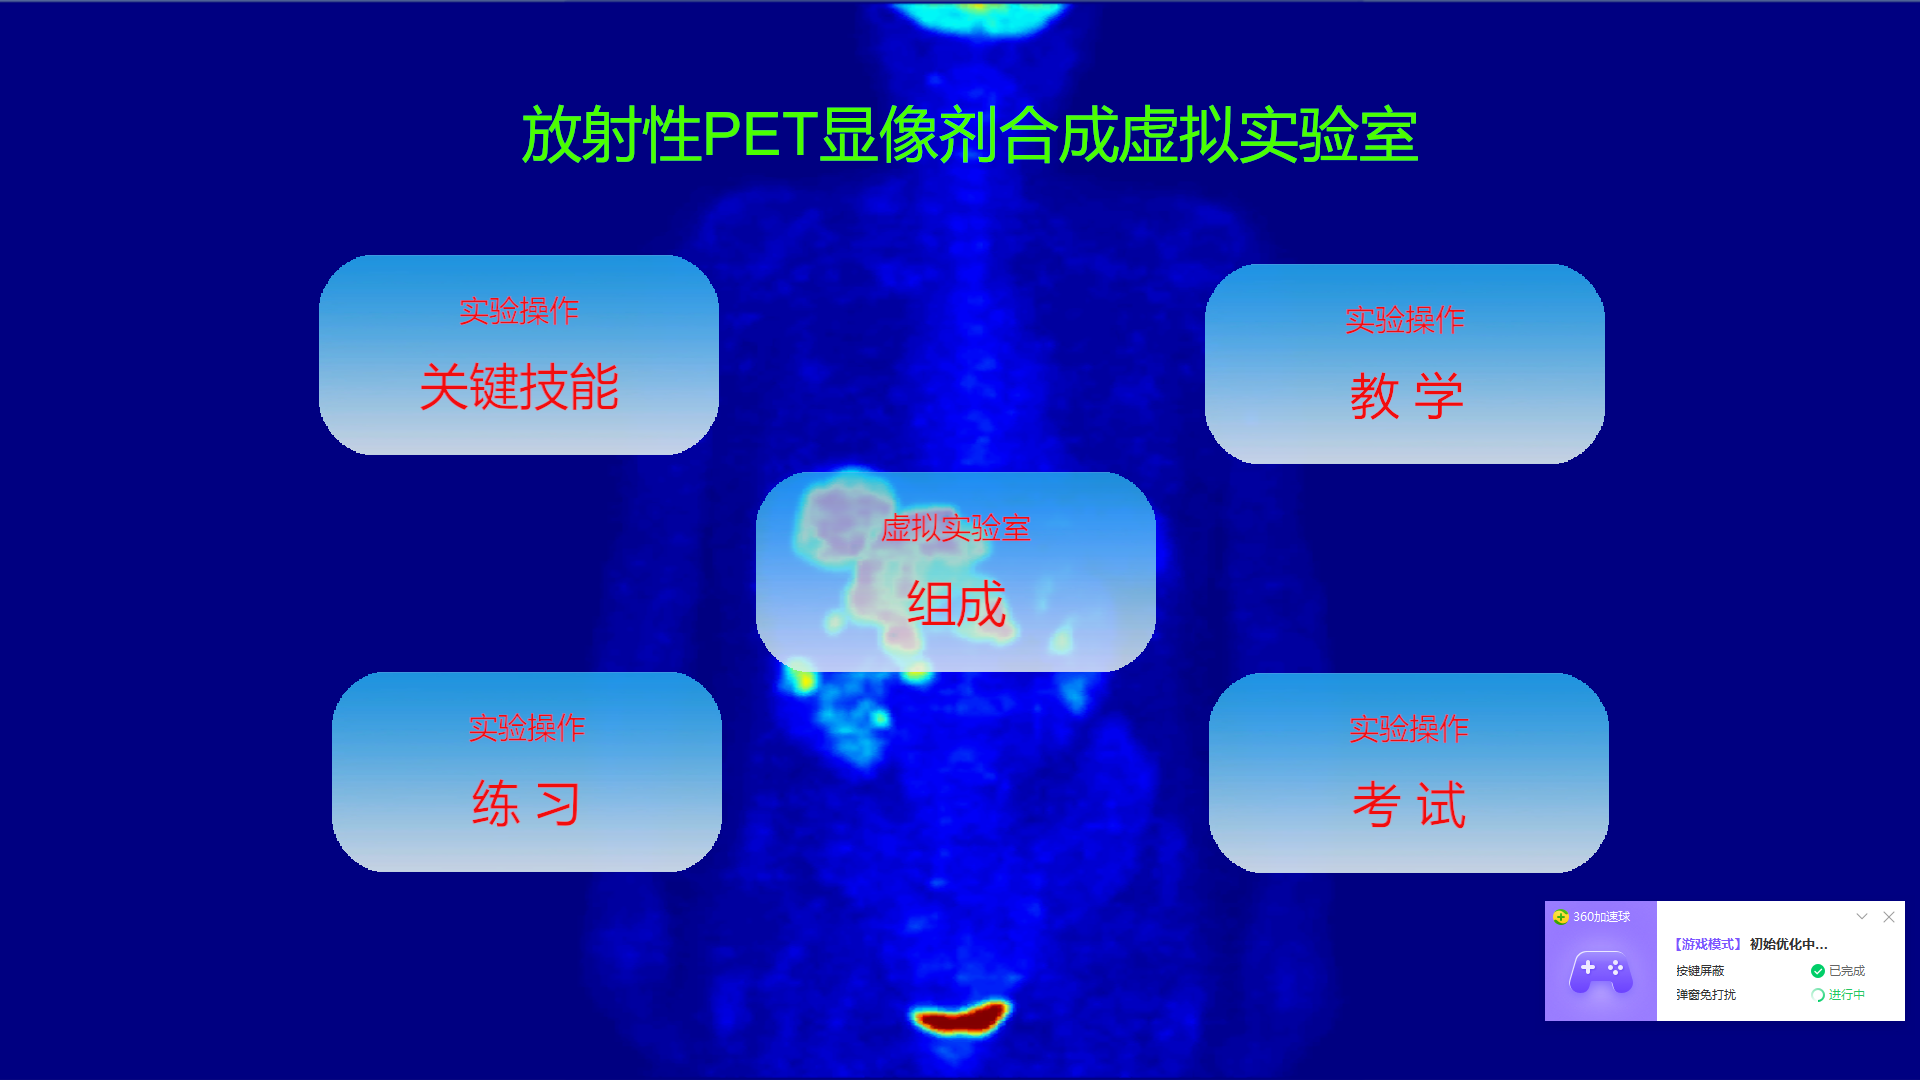 放射性PET显像剂合成虚拟实验室
实验操作
关键技能
实验操作
教 学
虚拟实验室
组成
实验操作
练 习
实验操作
考 试
360加速球
【游戏模式】 初始优化中...
按键屏蔽 已完成
弹窗免打扰 进行中